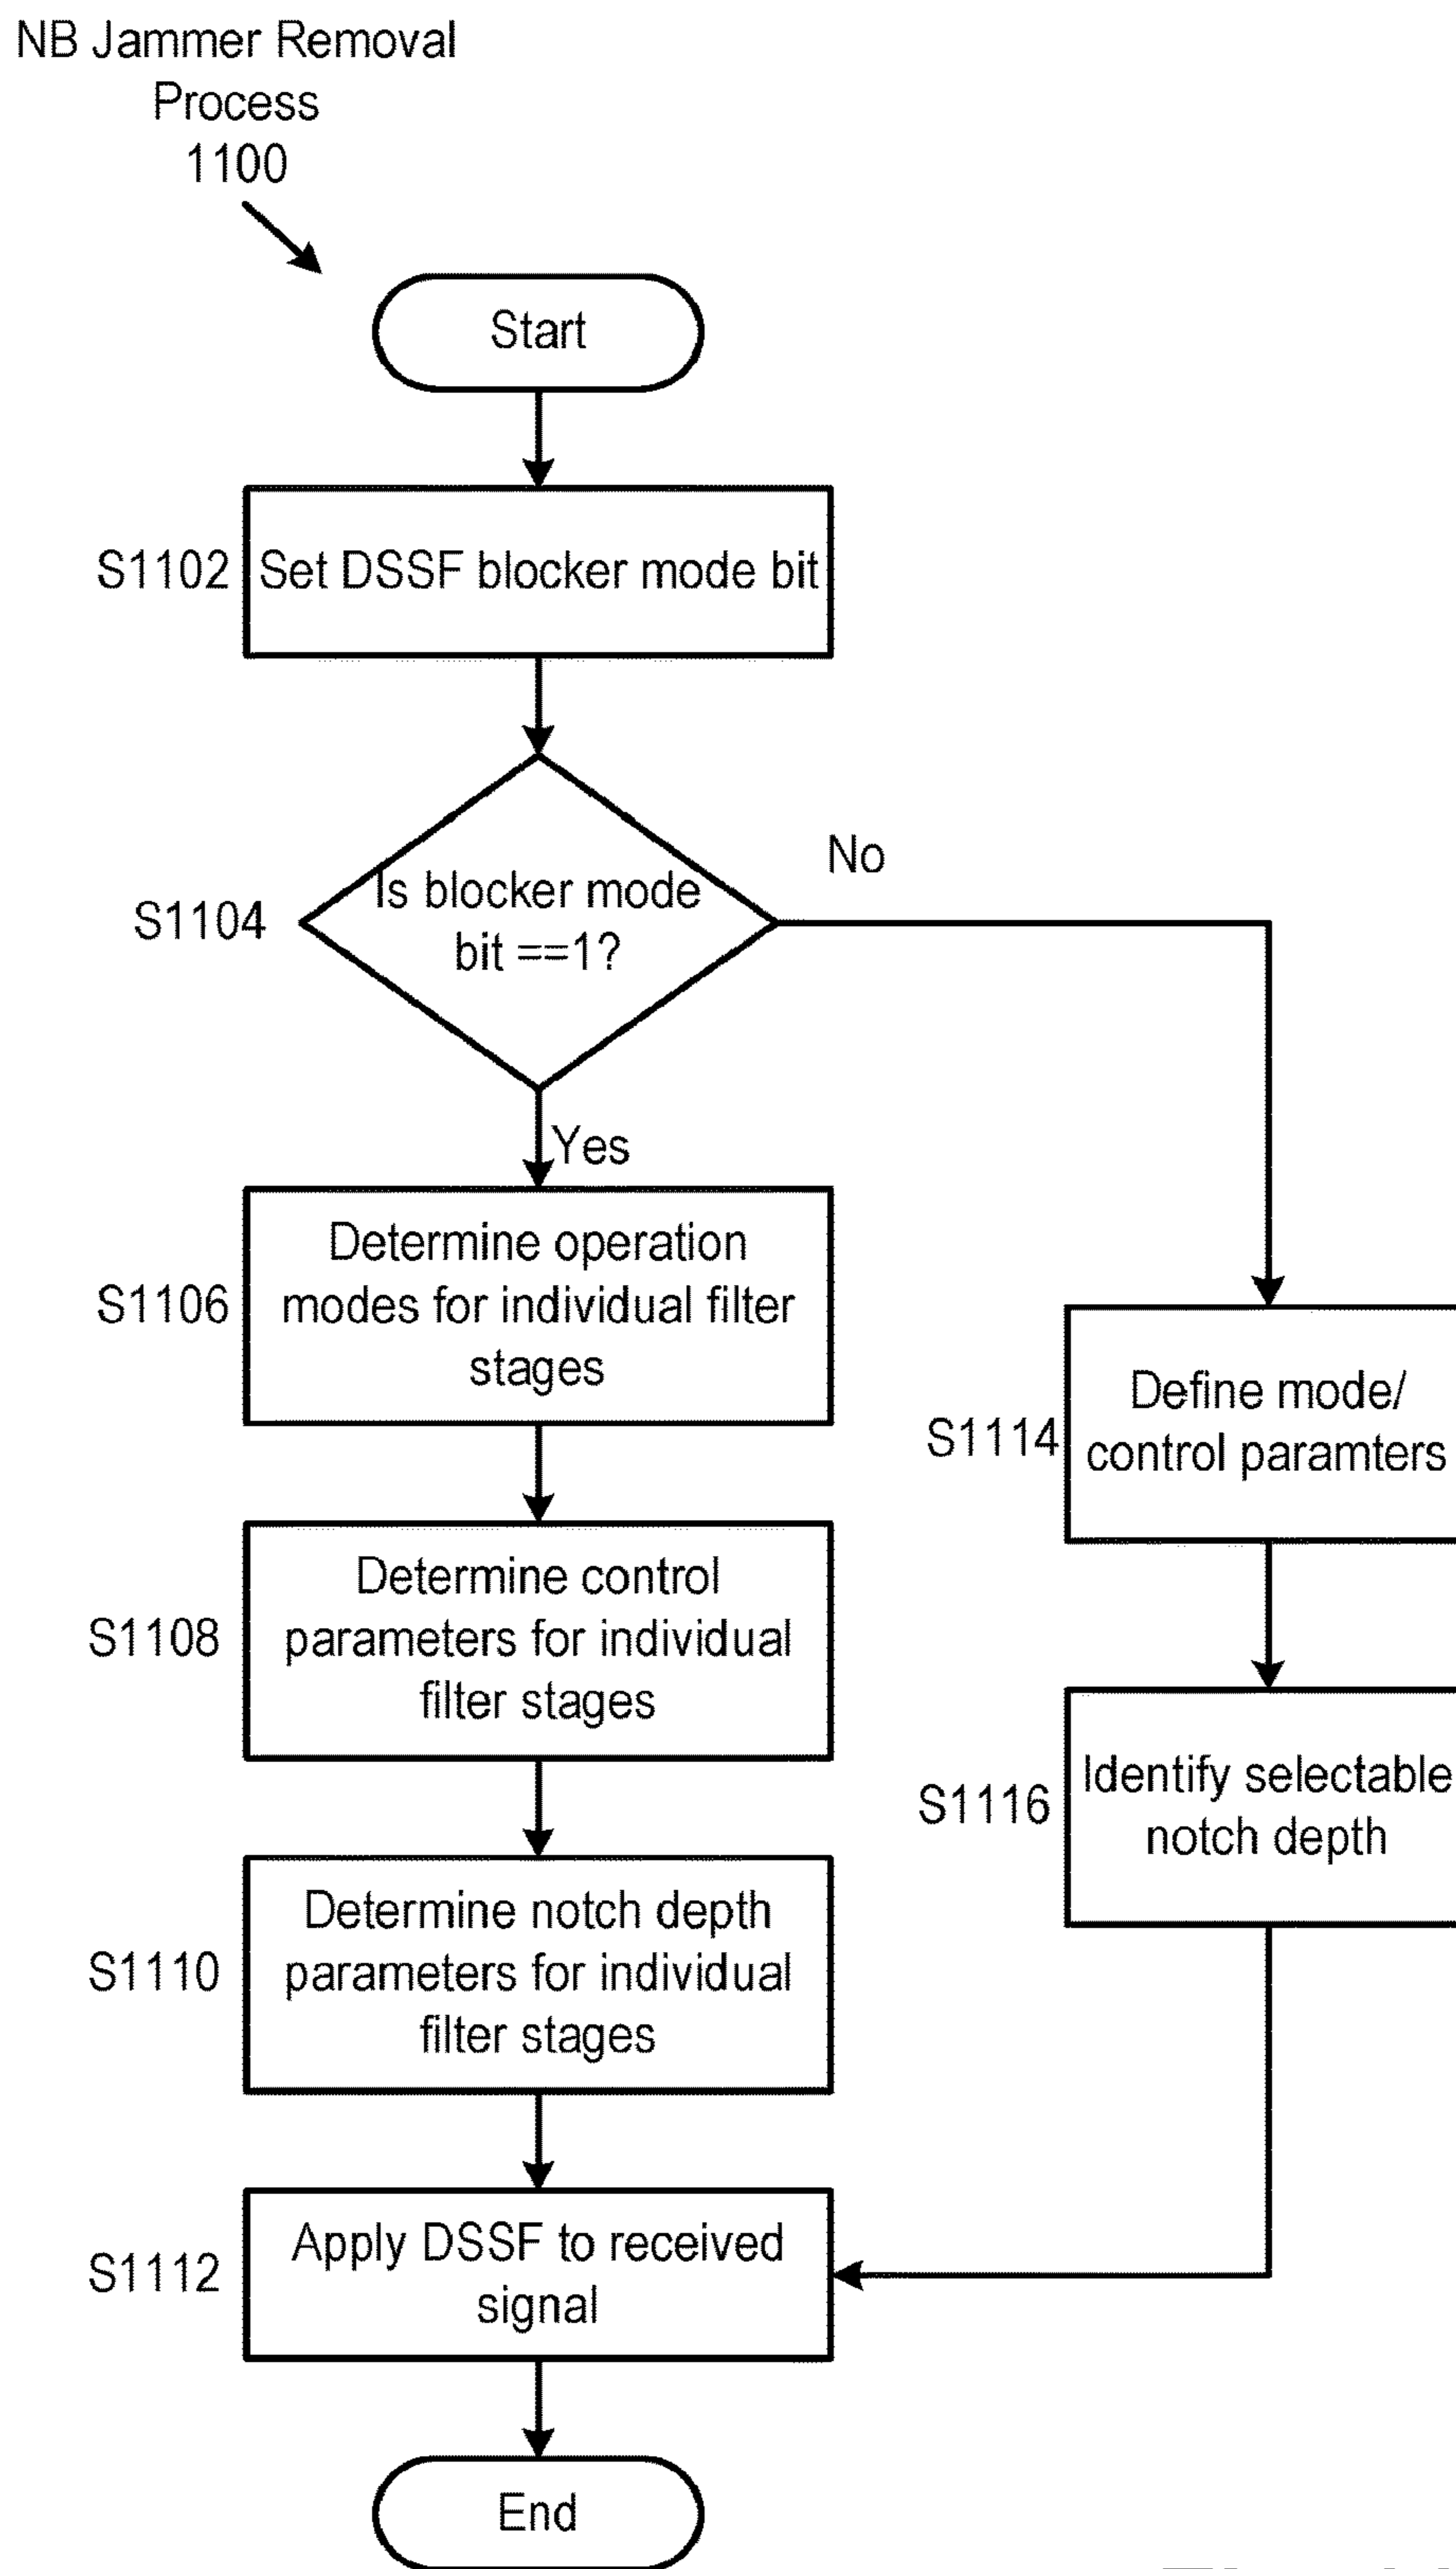 NB Jammer Removal
Process
1100
Start
S1102
Set DSSF blocker mode bit
S1104
Is blocker mode
bit ==1?
No
Yes
S1106
Determine operation
modes for individual filter
stages
S1114
Define mode/
control paramters
S1108
Determine control
parameters for individual
filter stages
S1116
Identify selectable
notch depth
S1110
Determine notch depth
parameters for individual
filter stages
S1112
Apply DSSF to received
signal
End